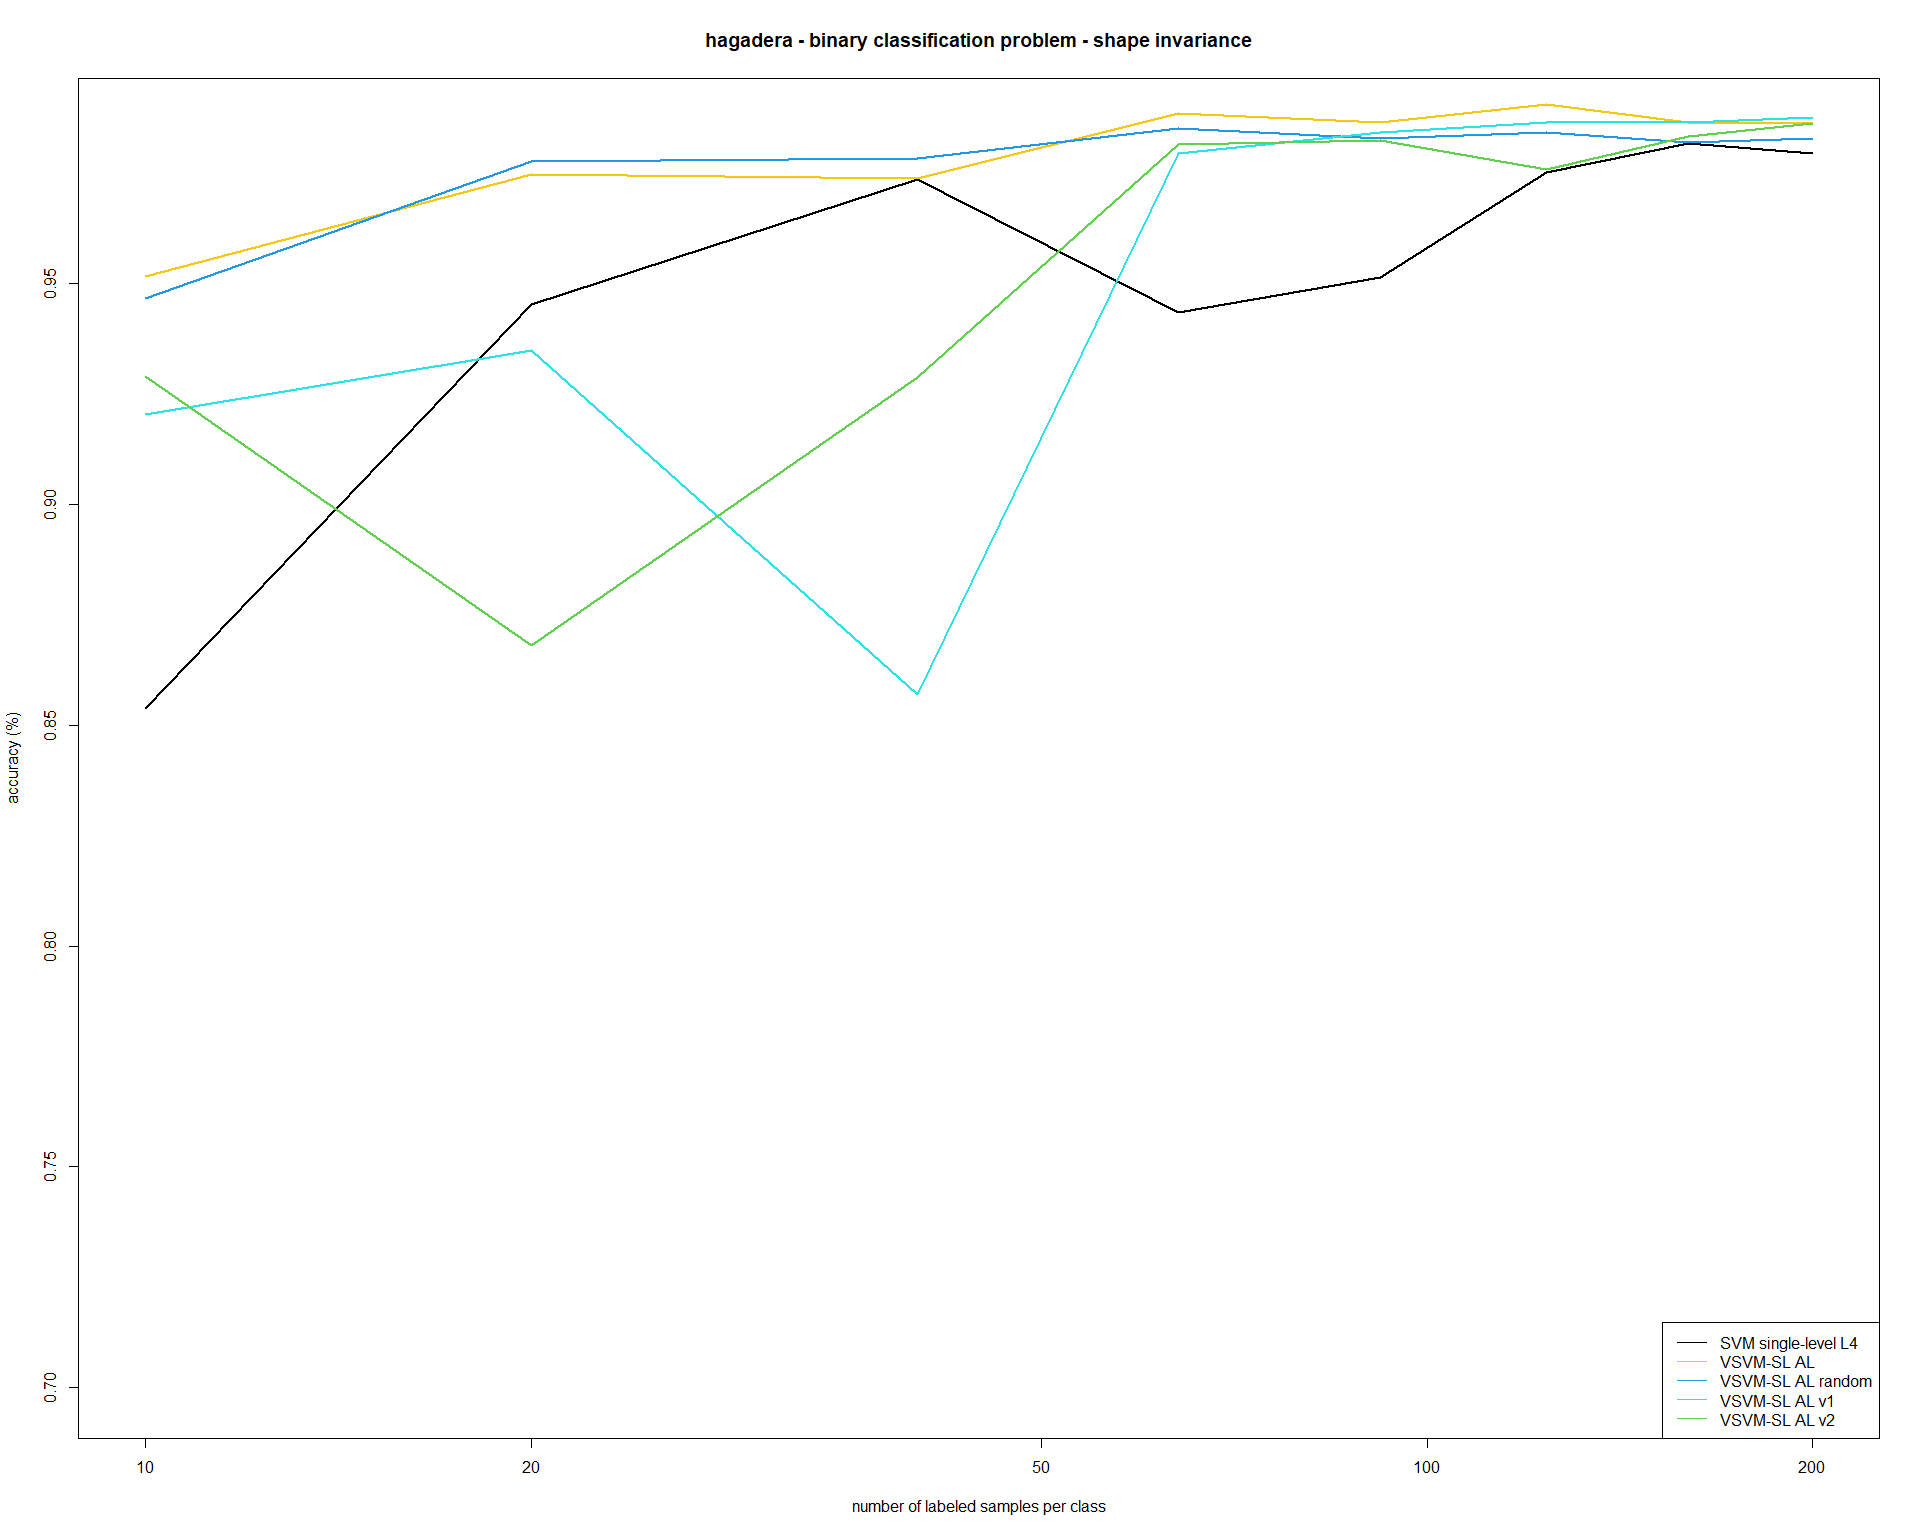 hagadera - binary classification problem - shape invariance
accuracy (%)
0.95
0.90
0.85
0.80
0.75
0.70
10
20
50
100
200
number of labeled samples per class
SVM single-level L4
VSVM-SL AL
VSVM-SL AL random
VSVM-SL AL v1
VSVM-SL AL v2